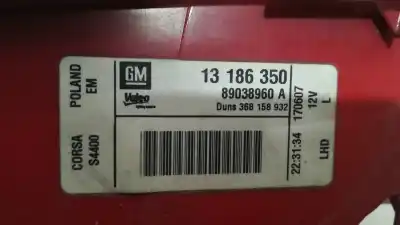 GM
13 186 350
Valeo
89038960 A
Duns 368 158 932
POLAND
EM
CORSA
S4400
170607
12V
L
22:31:34
LHD